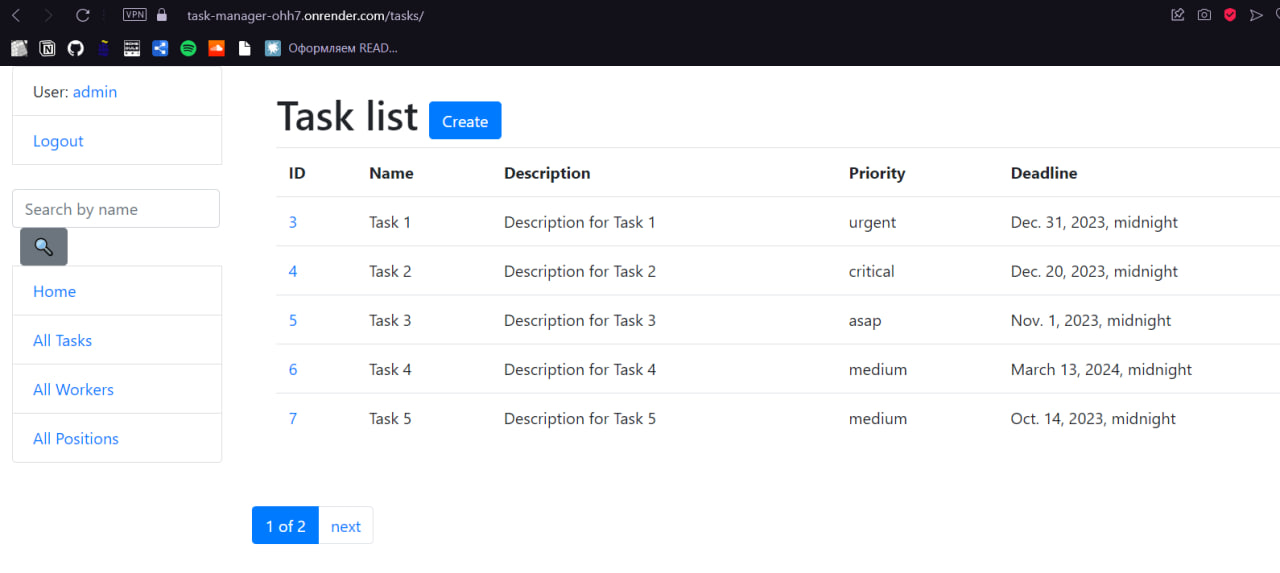 VPN task-manager-ohh7.onrender.com/tasks/
Оформляем READ...
User: admin
Logout
Search by name
Home
All Tasks
All Workers
All Positions
Task list Create
ID Name Description Priority Deadline
3 Task 1 Description for Task 1 urgent Dec. 31, 2023, midnight
4 Task 2 Description for Task 2 critical Dec. 20, 2023, midnight
5 Task 3 Description for Task 3 asap Nov. 1, 2023, midnight
6 Task 4 Description for Task 4 medium March 13, 2024, midnight
7 Task 5 Description for Task 5 medium Oct. 14, 2023, midnight
1 of 2 next